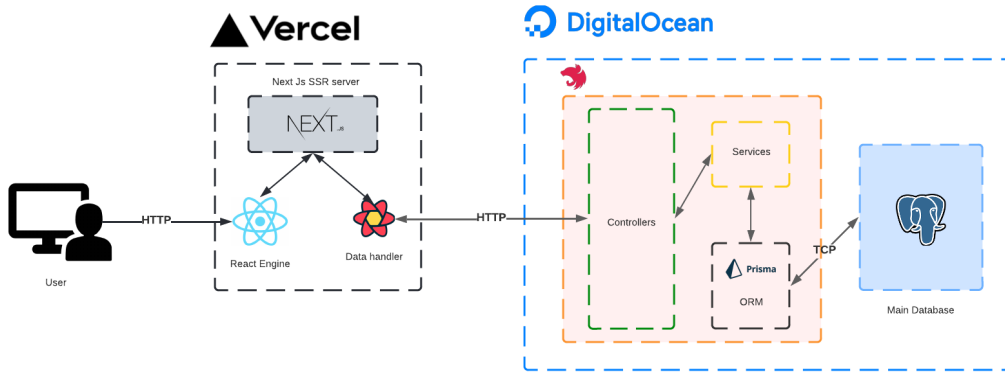 Vercel
DigitalOcean
Next Js SSR server
NEXT.JS
HTTP
React Engine
Data handler
User
HTTP
Controllers
Services
Prisma
ORM
TCP
Main Database